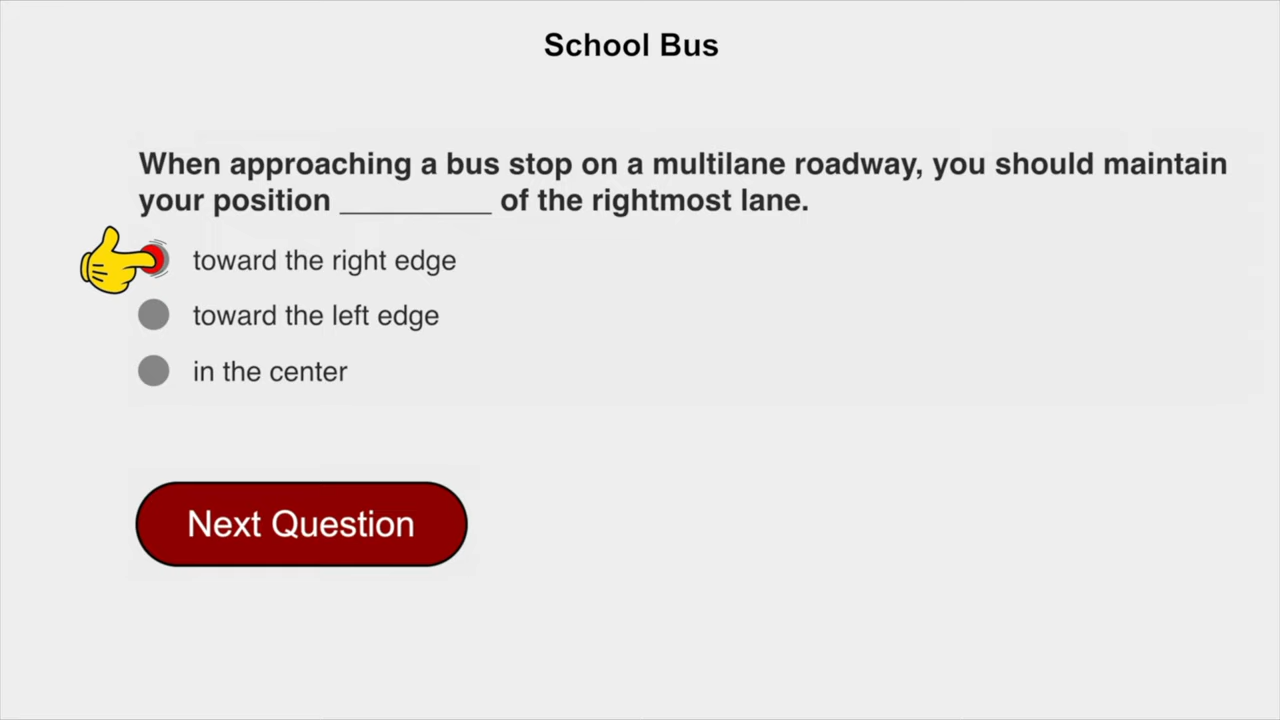 School Bus
When approaching a bus stop on a multilane roadway, you should maintain
your position _________ of the rightmost lane.
toward the right edge
toward the left edge
in the center
Next Question